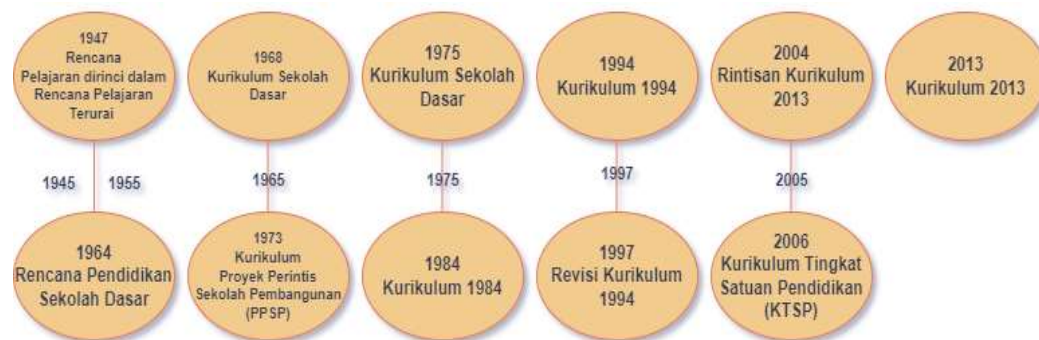 1947
Rencana
Pelajaran dirinci dalam
Rencana Pelajaran
Terurai
1968
Kurikulum Sekolah
Dasar
1975
Kurikulum Sekolah
Dasar
1994
Kurikulum 1994
2004
Rintisan Kurikulum
2013
2013
Kurikulum 2013
1945
1955
1965
1975
1997
2005
1964
Rencana Pendidikan
Sekolah Dasar
1973
Kurikulum
Proyek Perintis
Sekolah Pembangunan
(PPSP)
1984
Kurikulum 1984
1997
Revisi Kurikulum
1994
2006
Kurikulum Tingkat
Satuan Pendidikan
(KTSP)